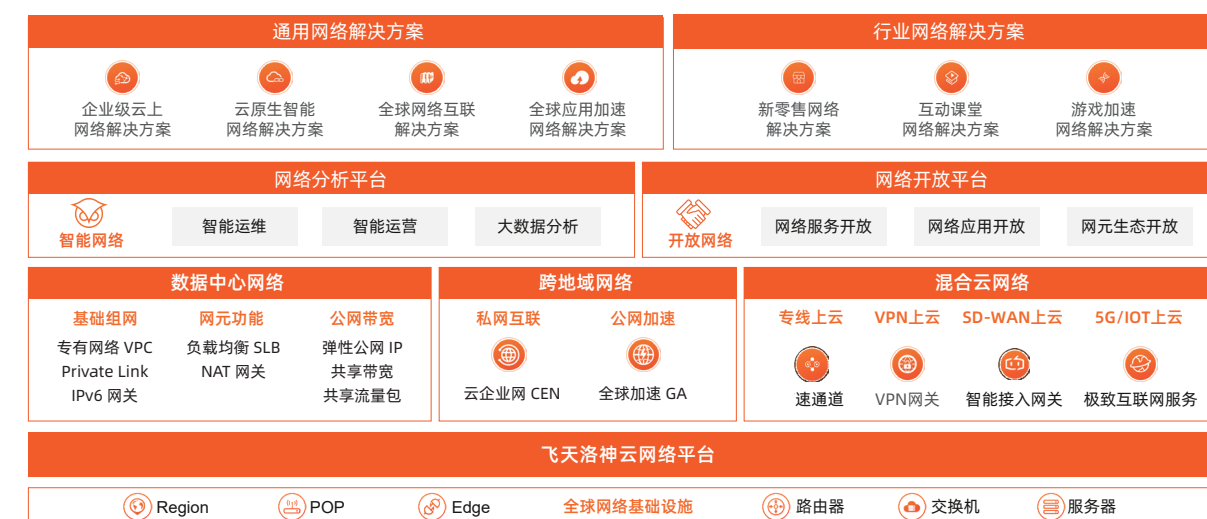 通用网络解决方案
行业网络解决方案
企业级云上
网络解决方案
云原生智能
网络解决方案
全球网络互联
解决方案
全球应用加速
网络解决方案
新零售网络
解决方案
互动课堂
网络解决方案
游戏加速
网络解决方案
网络分析平台
网络开放平台
智能网络
智能运维
智能运营
大数据分析
开放网络
网络服务开放
网络应用开放
网元生态开放
数据中心网络
跨地域网络
混合云网络
基础组网
专有网络 VPC
Private Link
IPv6 网关
网元功能
负载均衡 SLB
NAT 网关
公网带宽
弹性公网 IP
共享带宽
共享流量包
私网互联
云企业网 CEN
公网加速
全球加速 GA
专线上云
速通道
VPN上云
VPN网关
SD-WAN上云
智能接入网关
5G/IOT上云
极致互联网服务
飞天洛神云网络平台
Region
POP
Edge
全球网络基础设施
路由器
交换机
服务器